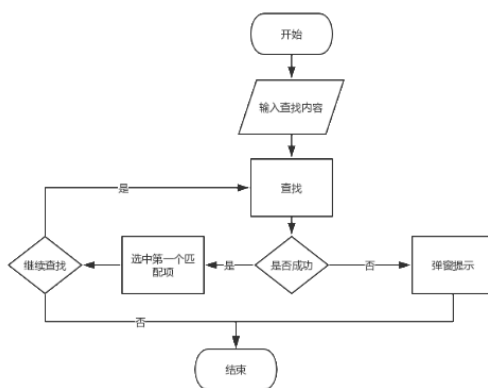 开始
输入查找内容
是
查找
继续查找
选中第一个匹
配项
是
是否成功
否
弹窗提示
否
结束